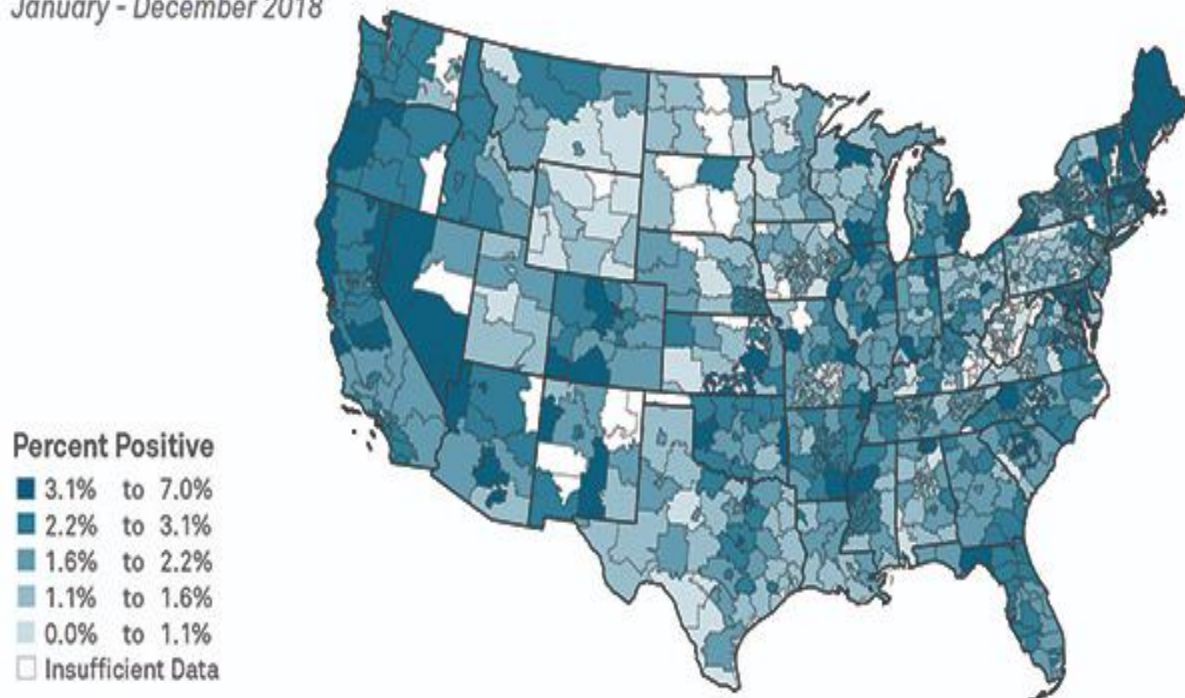 January - December 2018
Percent Positive
3.1% to 7.0%
2.2% to 3.1%
1.6% to 2.2%
1.1% to 1.6%
0.0% to 1.1%
Insufficient Data